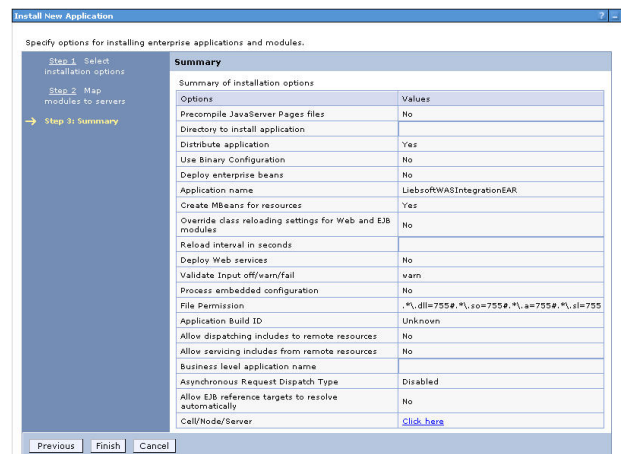 Install New Application ? –
Specify options for installing enterprise applications and modules.
Step 1 Select
installation options
Step 2 Map
modules to servers
Step 3: Summary
Summary
Summary of installation options
Options Values
Precompile JavaServer Pages files No
Directory to install application
Distribute application Yes
Use Binary Configuration No
Deploy enterprise beans No
Application name LiebsoftWASIntegrationEAR
Create MBeans for resources Yes
Override class reloading settings for Web and EJB
modules No
Reload interval in seconds
Deploy Web services No
Validate Input off/warn/fail warn
Process embedded configuration No
File Permission .*\.dll=755#.*\.so=755#.*\.a=755#.*\.sl=755
Application Build ID Unknown
Allow dispatching includes to remote resources No
Allow servicing includes from remote resources No
Business level application name
Asynchronous Request Dispatch Type Disabled
Allow EJB reference targets to resolve
automatically No
Cell/Node/Server Click here
Previous Finish Cancel